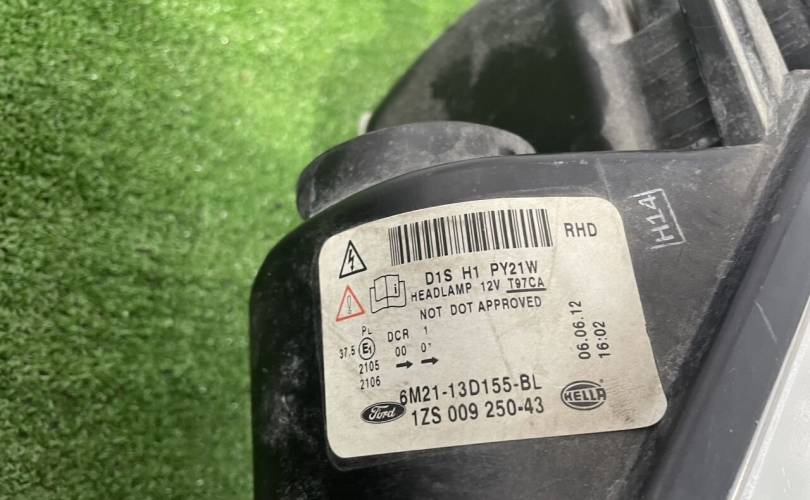 RHD
D1S H1 PY21W
HEADLAMP 12V T97CA
NOT DOT APPROVED
PL DCR 1
37,5 E1 00 0
2105
2106
6M21-13D155-BL
Ford
1ZS 009 250-43
HELLA
06.06.12
16:02
H14